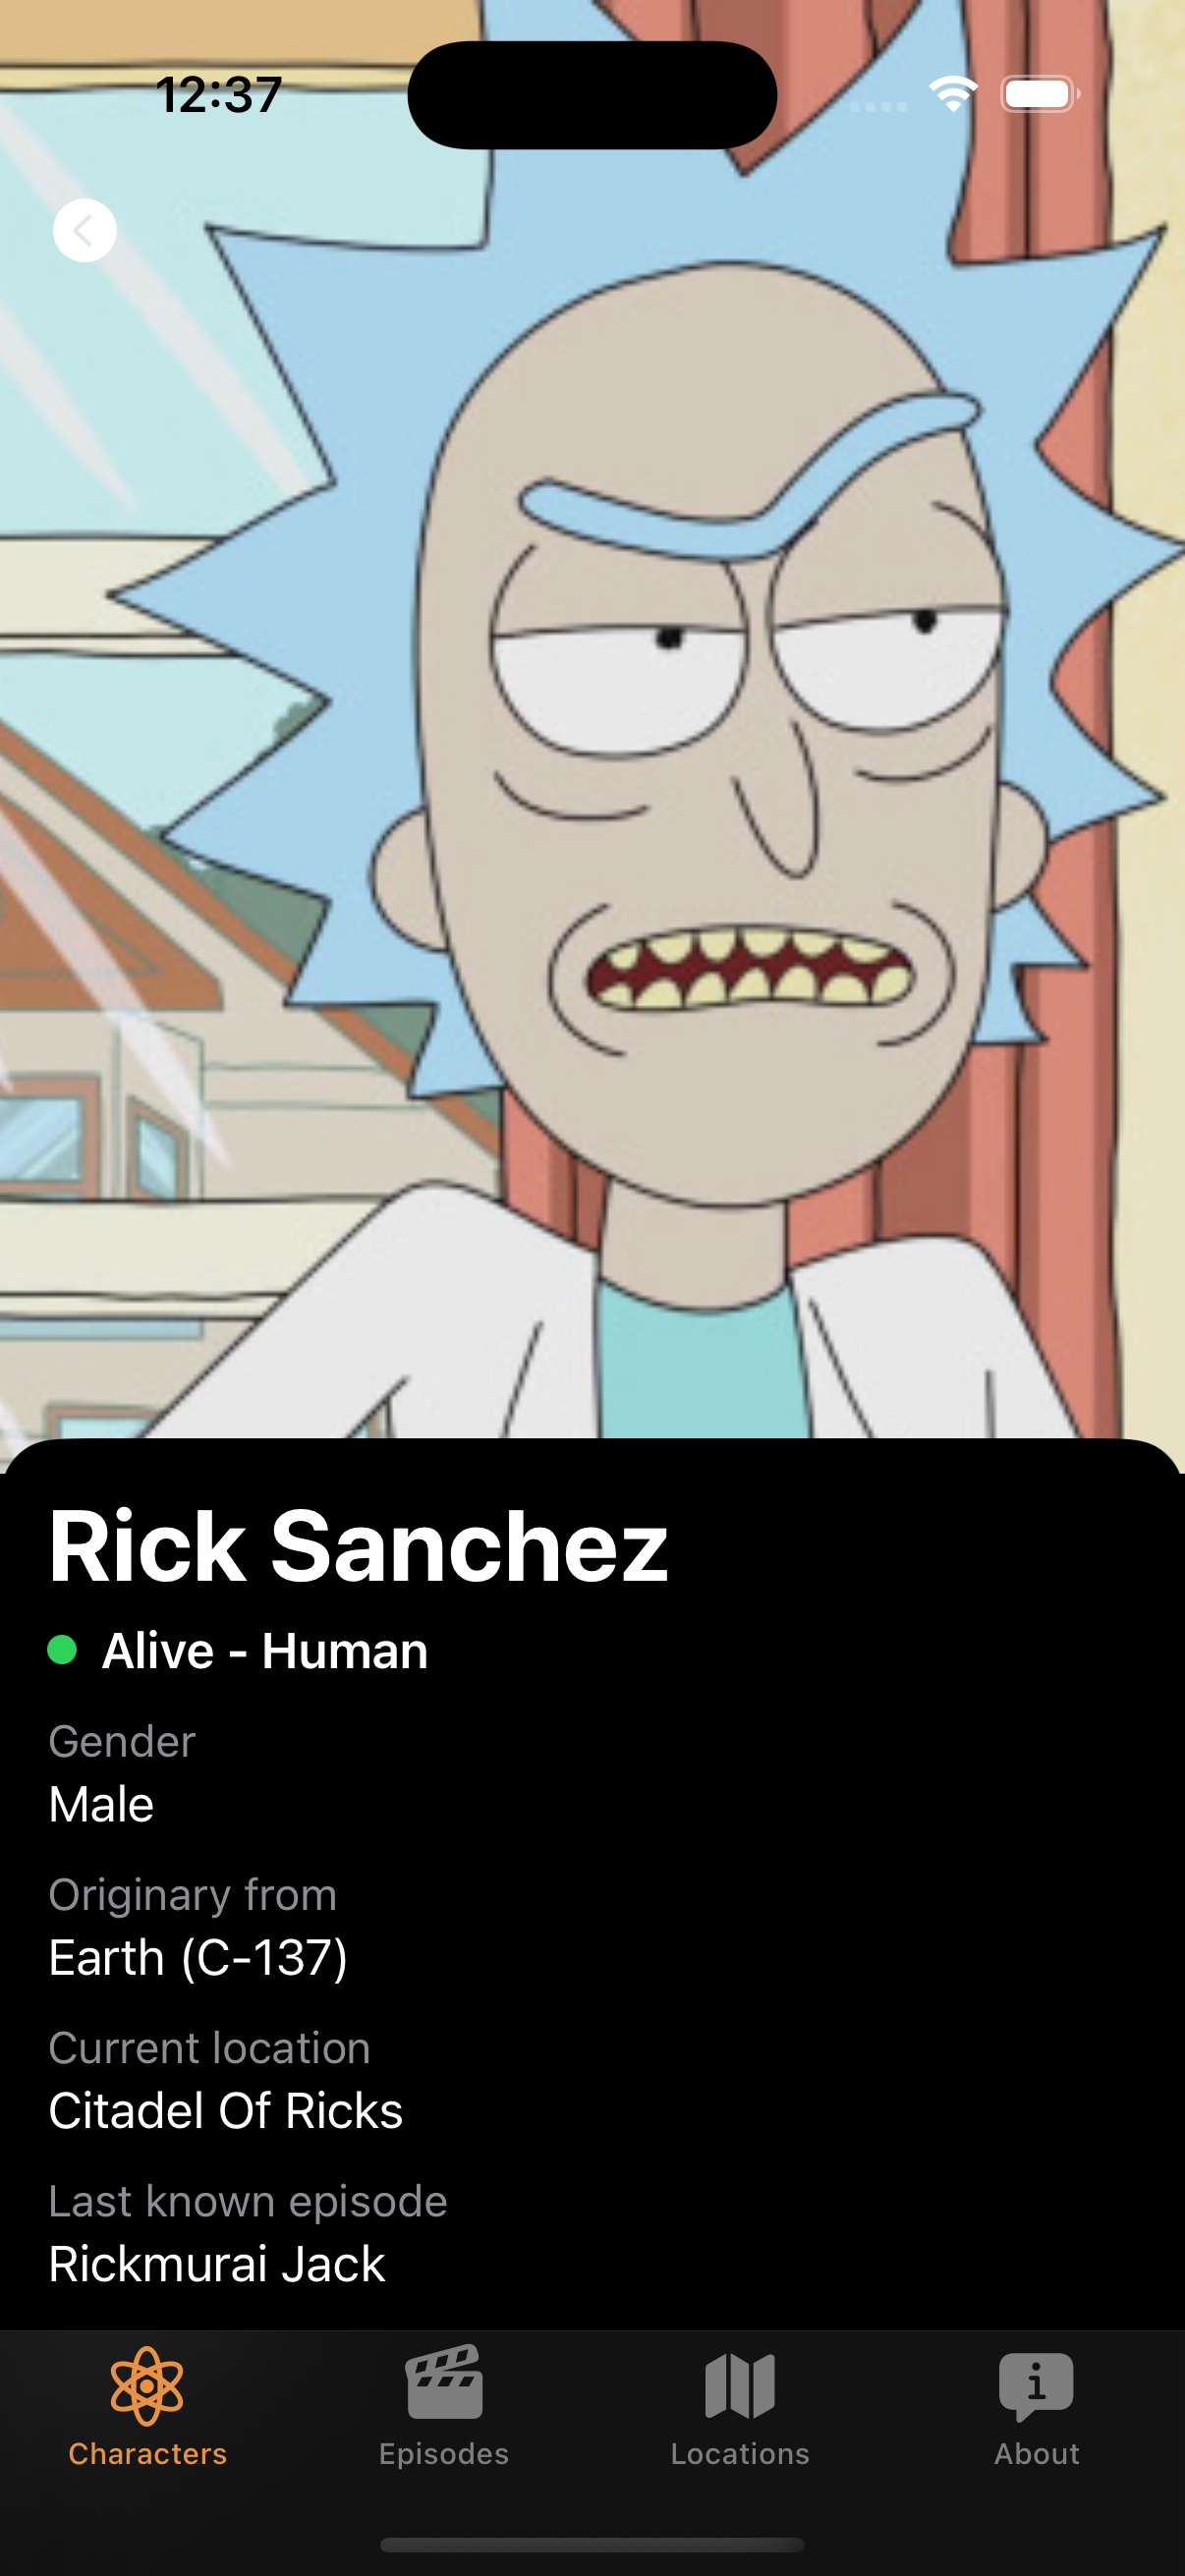 12:37
Rick Sanchez
Alive - Human
Gender
Male
Originary from
Earth (C-137)
Current location
Citadel Of Ricks
Last known episode
Rickmurai Jack
Characters
Episodes
Locations
About